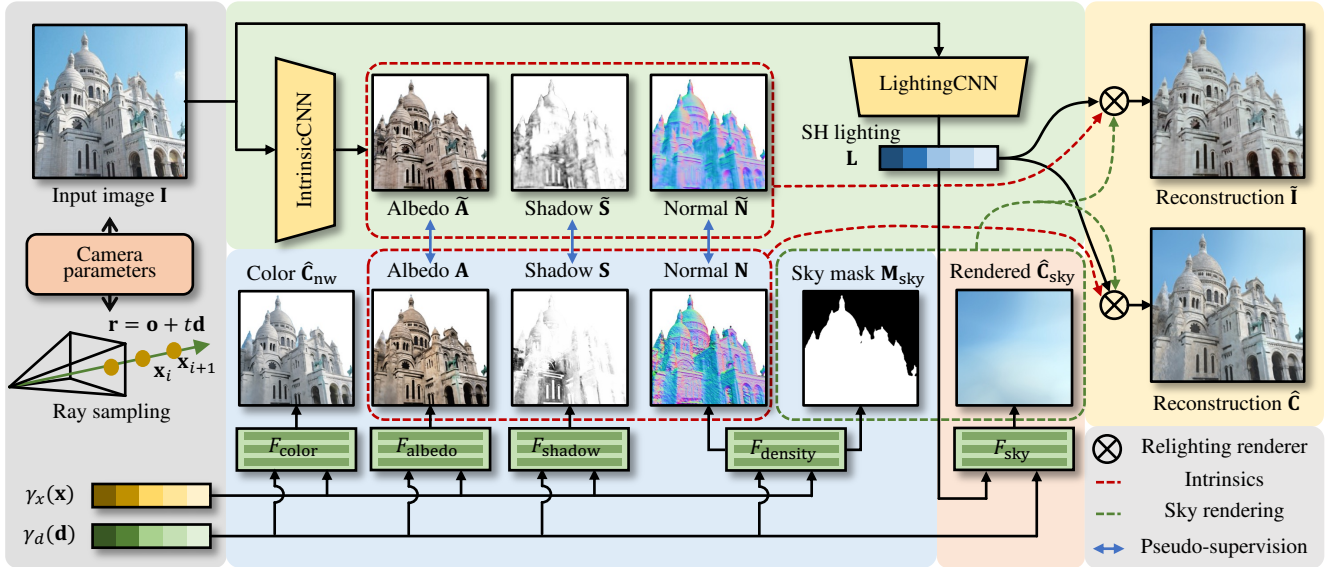 Input image I
Camera
parameters
r = o + td
x_i
x_{i+1}
Ray sampling
γ_x(x)
γ_d(d)
IntrinsicCNN
Albedo Ã
Shadow S̃
Normal Ñ
LightingCNN
SH lighting
L
Color Ĉ_nw
Albedo A
Shadow S
Normal N
Sky mask M_sky
Rendered Ĉ_sky
F_color
F_albedo
F_shadow
F_density
F_sky
Reconstruction Ĩ
Reconstruction Ĉ
Relighting renderer
Intrinsics
Sky rendering
Pseudo-supervision